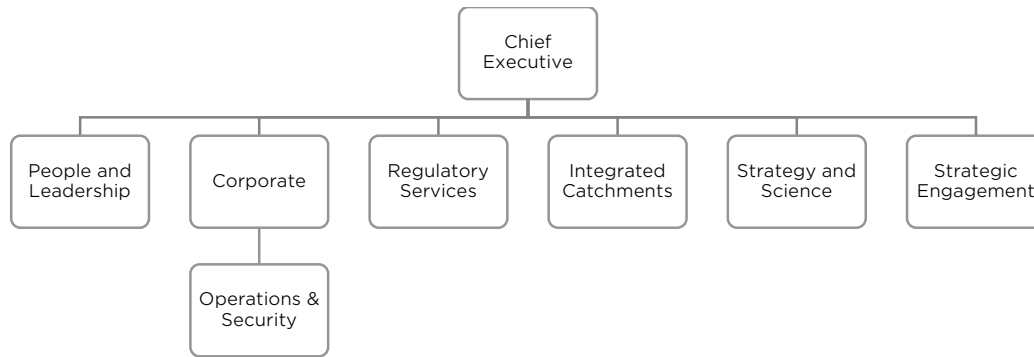 Chief
Executive
People and
Leadership
Corporate
Regulatory
Services
Integrated
Catchments
Strategy and
Science
Strategic
Engagement
Operations &
Security